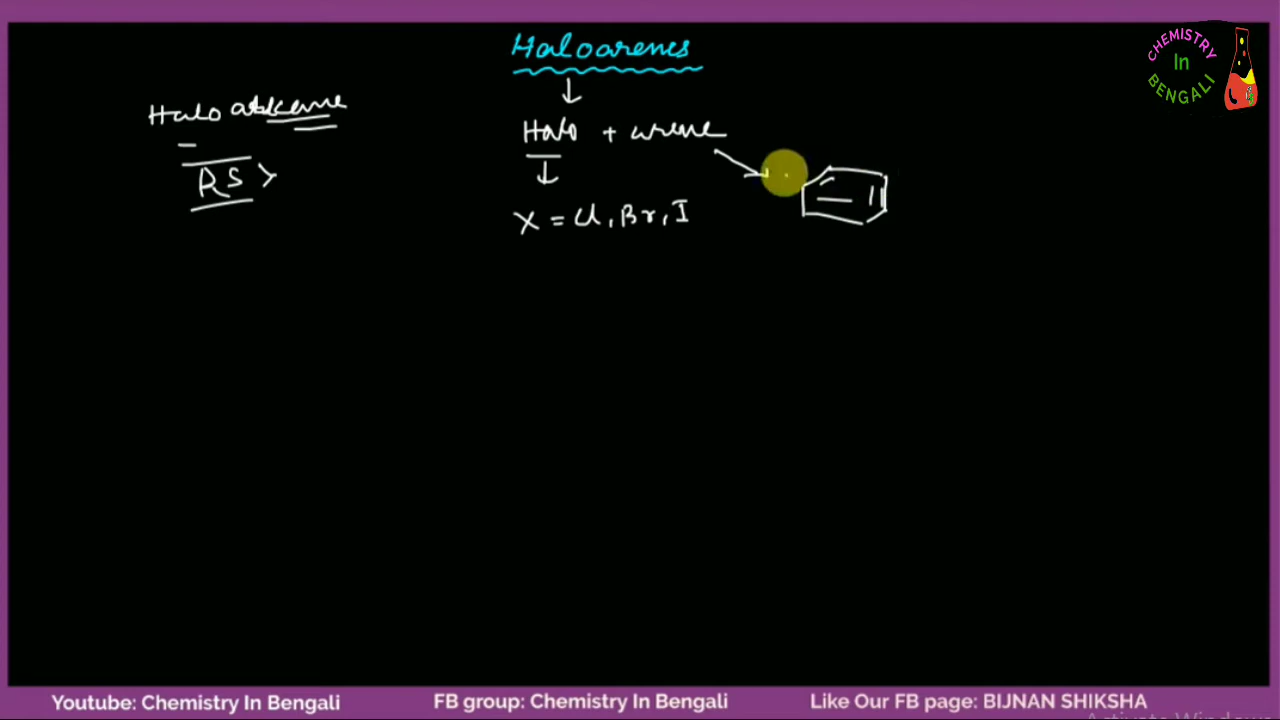 Haloarenes
Halo alkane
Halo + arene
X = Cl, Br, I
CHEMISTRY
In
BENGALI
Youtube: Chemistry In Bengali
FB group: Chemistry In Bengali
Like Our FB page: BIJNAN SHIKSHA